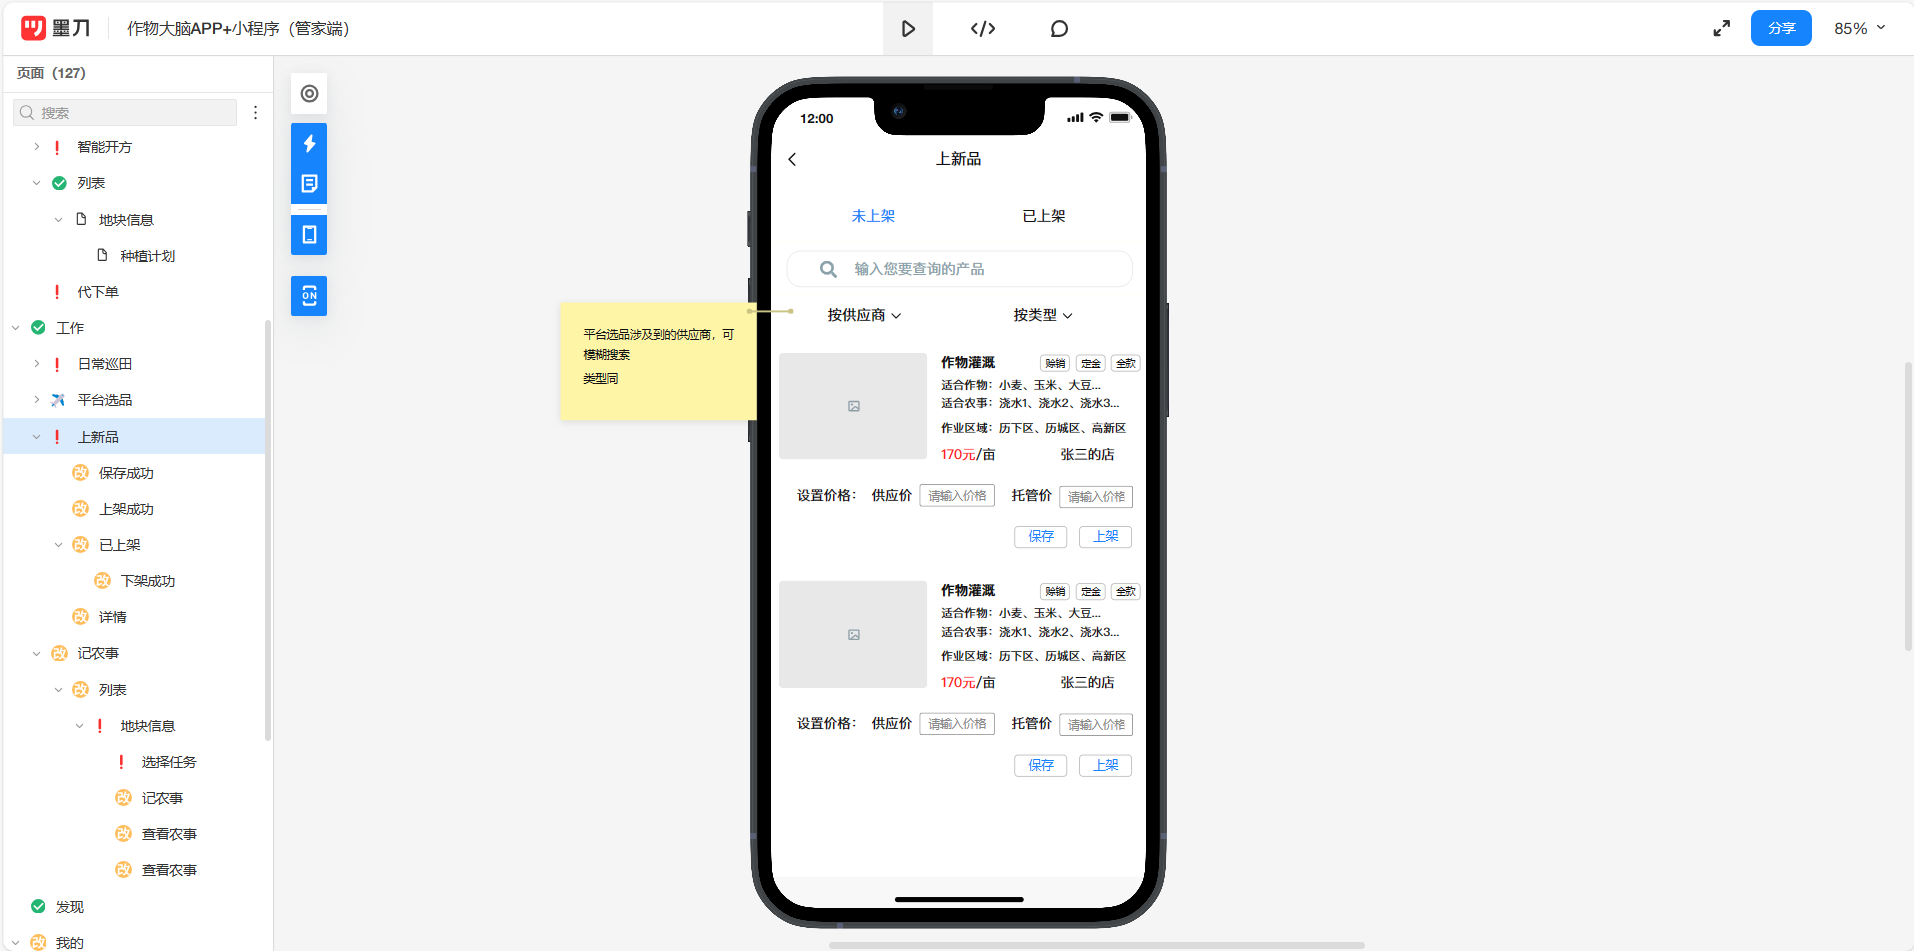 墨刀
作物大脑APP+小程序（管家端）
分享
85%
页面（127）
搜索
智能开方
列表
地块信息
种植计划
代下单
工作
日常巡田
平台选品
上新品
改 保存成功
改 上架成功
改 已上架
改 下架成功
改 详情
改 记农事
改 列表
地块信息
选择任务
改 记农事
改 查看农事
改 查看农事
发现
改 我的
ON
平台选品涉及到的供应商，可
模糊搜索
类型同
12:00
上新品
未上架 已上架
输入您要查询的产品
按供应商 按类型
作物灌溉 赊销 定金 全款
适合作物：小麦、玉米、大豆...
适合农事：浇水1、浇水2、浇水3...
作业区域：历下区、历城区、高新区
170元/亩 张三的店
设置价格： 供应价 请输入价格 托管价 请输入价格
保存 上架
作物灌溉 赊销 定金 全款
适合作物：小麦、玉米、大豆...
适合农事：浇水1、浇水2、浇水3...
作业区域：历下区、历城区、高新区
170元/亩 张三的店
设置价格： 供应价 请输入价格 托管价 请输入价格
保存 上架